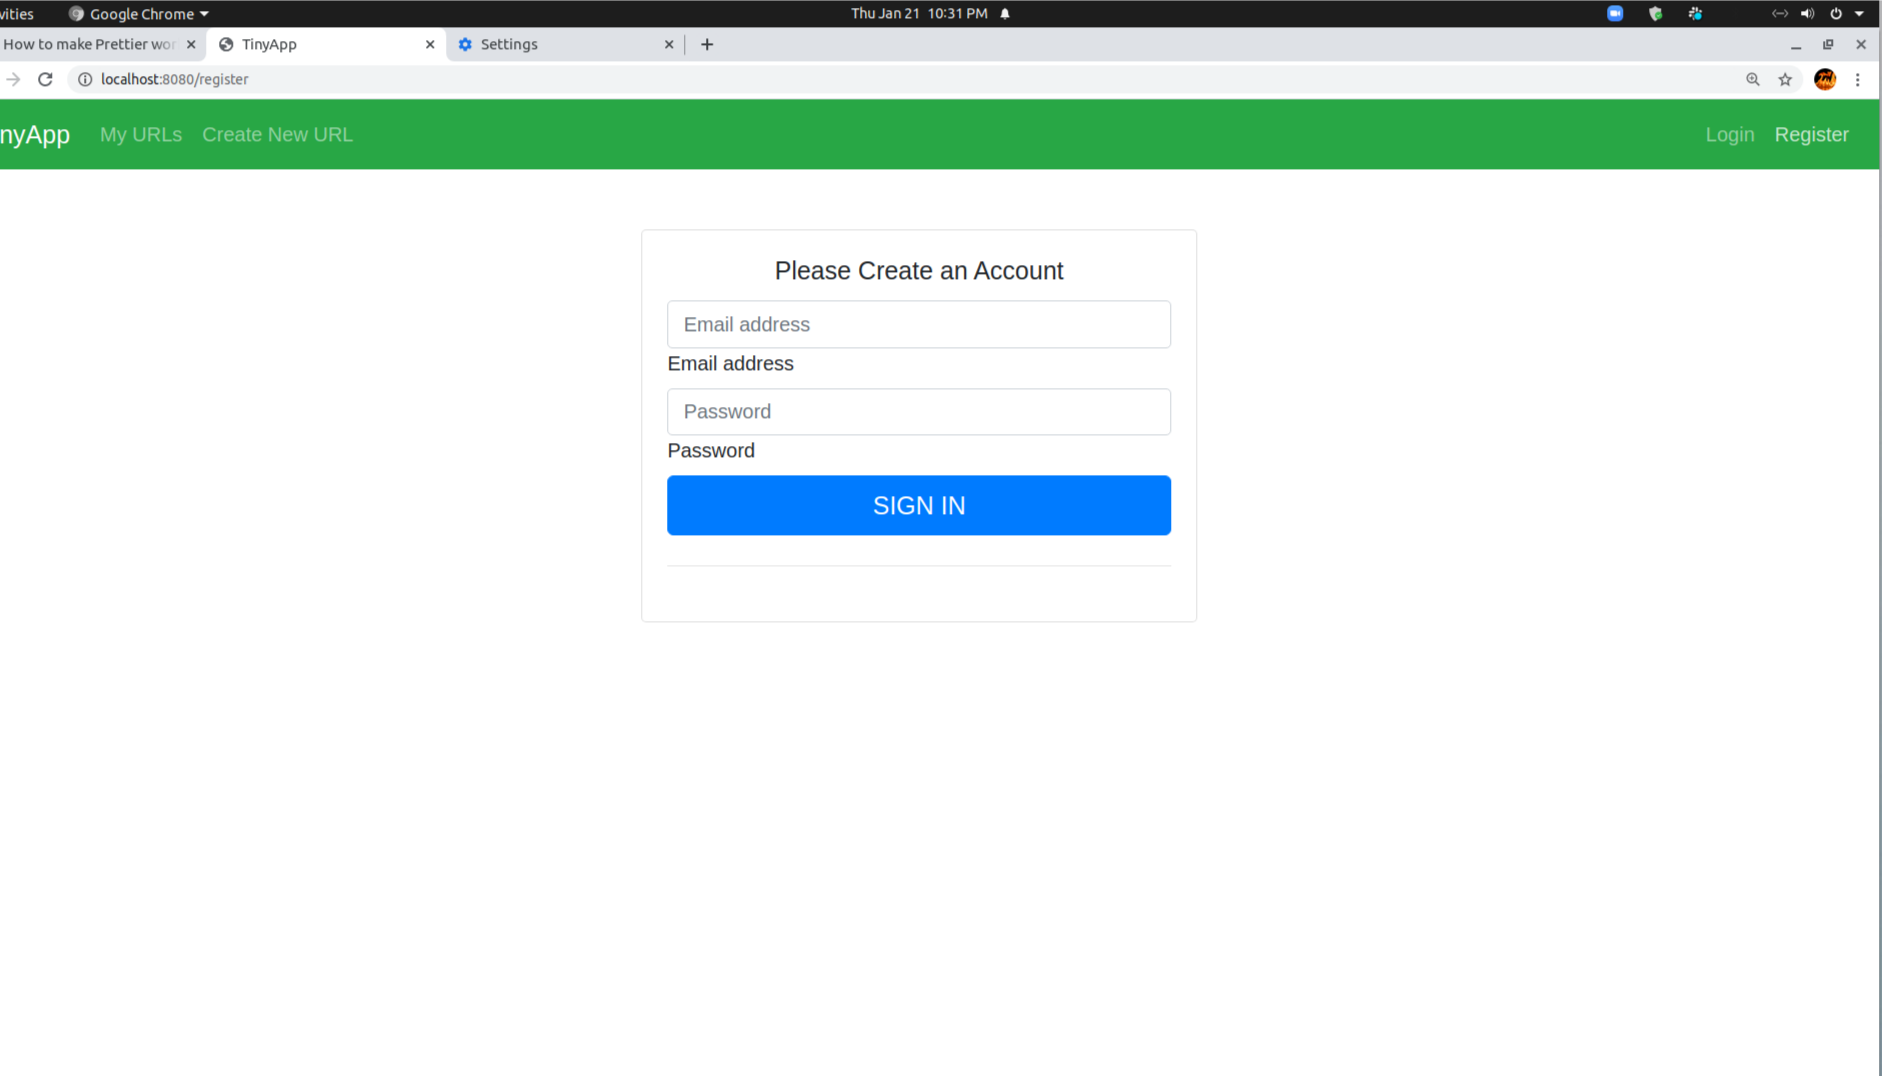 vities Google Chrome Thu Jan 21 10:31 PM
How to make Prettier wor TinyApp Settings
localhost:8080/register
nyApp My URLs Create New URL Login Register
Please Create an Account
Email address
Email address
Password
Password
SIGN IN